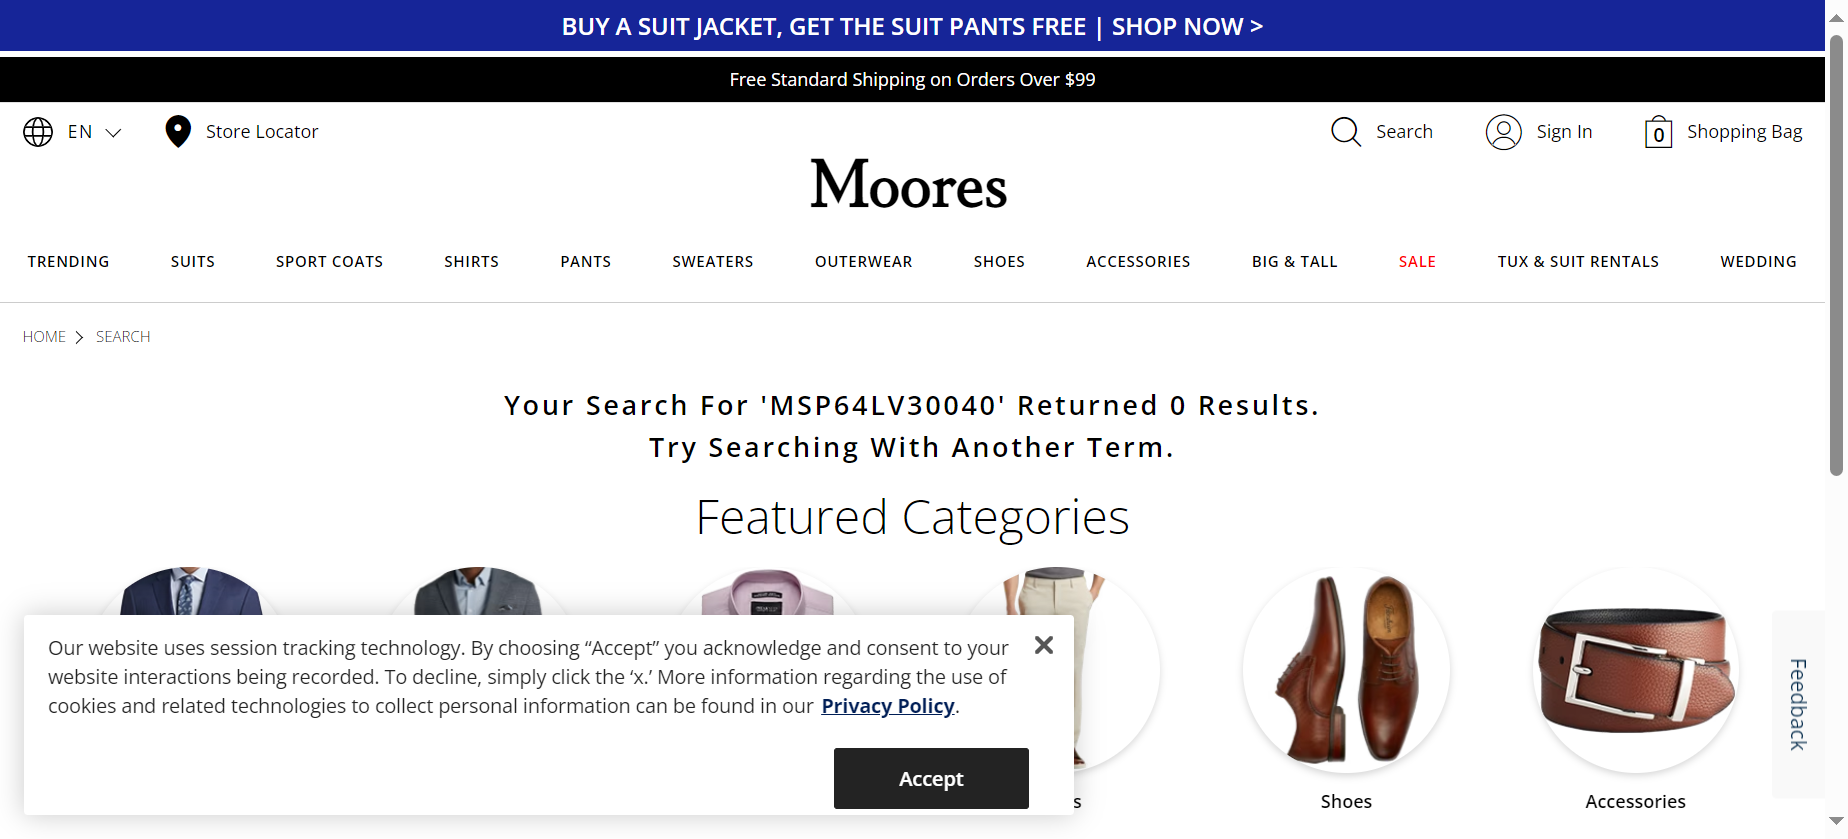 BUY A SUIT JACKET, GET THE SUIT PANTS FREE | SHOP NOW >
Free Standard Shipping on Orders Over $99
EN
Store Locator
Search
Sign In
0
Shopping Bag
Moores
TRENDING
SUITS
SPORT COATS
SHIRTS
PANTS
SWEATERS
OUTERWEAR
SHOES
ACCESSORIES
BIG & TALL
SALE
TUX & SUIT RENTALS
WEDDING
HOME
SEARCH
Your Search For 'MSP64LV30040' Returned 0 Results.
Try Searching With Another Term.
Featured Categories
Our website uses session tracking technology. By choosing “Accept” you acknowledge and consent to your
website interactions being recorded. To decline, simply click the ‘x.’ More information regarding the use of
cookies and related technologies to collect personal information can be found in our Privacy Policy.
Accept
s
Shoes
Accessories
Feedback